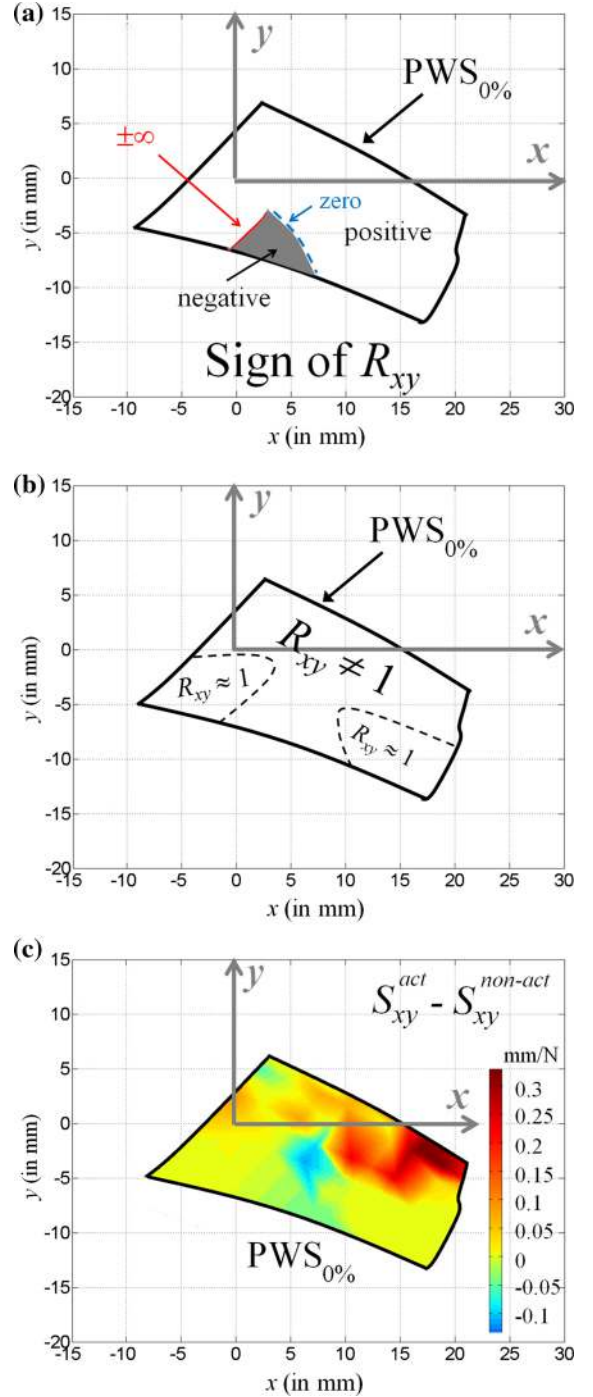 (a)
y
PWS0%
±∞
x
zero
positive
negative
Sign of Rxy
y (in mm)
15
10
5
0
-5
-10
-15
-20
-15 -10 -5 0 5 10 15 20 25 30
x (in mm)
(b)
y
PWS0%
x
Rxy ≠ 1
Rxy ≈ 1
Rxy ≈ 1
y (in mm)
15
10
5
0
-5
-10
-15
-20
-15 -10 -5 0 5 10 15 20 25 30
x (in mm)
(c)
y
Sxy^act - Sxy^non-act
mm/N
x
0.3
0.25
0.2
0.15
0.1
0.05
0
-0.05
-0.1
PWS0%
y (in mm)
15
10
5
0
-5
-10
-15
-20
-15 -10 -5 0 5 10 15 20 25 30
x (in mm)